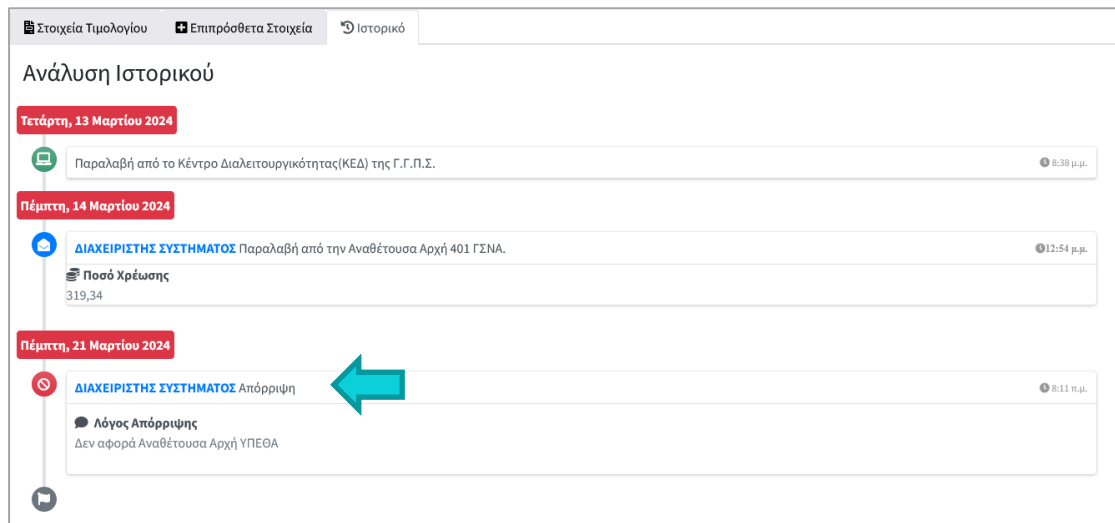 Στοιχεία Τιμολογίου Επιπρόσθετα Στοιχεία Ιστορικό
Ανάλυση Ιστορικού
Τετάρτη, 13 Μαρτίου 2024
Παραλαβή από το Κέντρο Διαλειτουργικότητας(ΚΕΔ) της Γ.Γ.Π.Σ. 8:38 μ.μ.
Πέμπτη, 14 Μαρτίου 2024
ΔΙΑΧΕΙΡΙΣΤΗΣ ΣΥΣΤΗΜΑΤΟΣ Παραλαβή από την Αναθέτουσα Αρχή 401 ΓΣΝΑ. 12:54 μ.μ.
Ποσό Χρέωσης
319,34
Πέμπτη, 21 Μαρτίου 2024
ΔΙΑΧΕΙΡΙΣΤΗΣ ΣΥΣΤΗΜΑΤΟΣ Απόρριψη 8:11 π.μ.
Λόγος Απόρριψης
Δεν αφορά Αναθέτουσα Αρχή ΥΠΕΘΑ